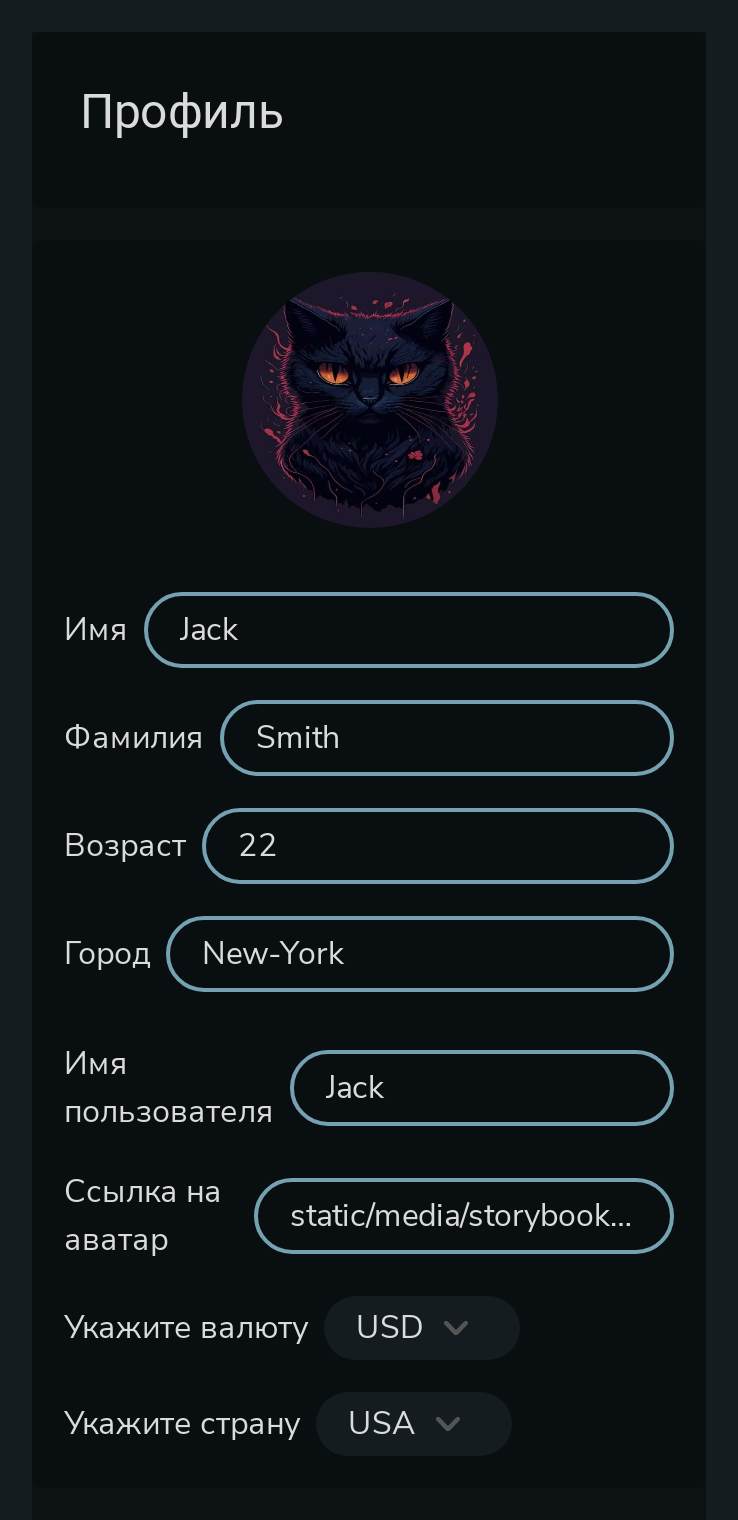 Профиль
Имя Jack
Фамилия Smith
Возраст 22
Город New-York
Имя
пользователя
Jack
Ссылка на
аватар
static/media/storybook...
Укажите валюту USD
Укажите страну USA